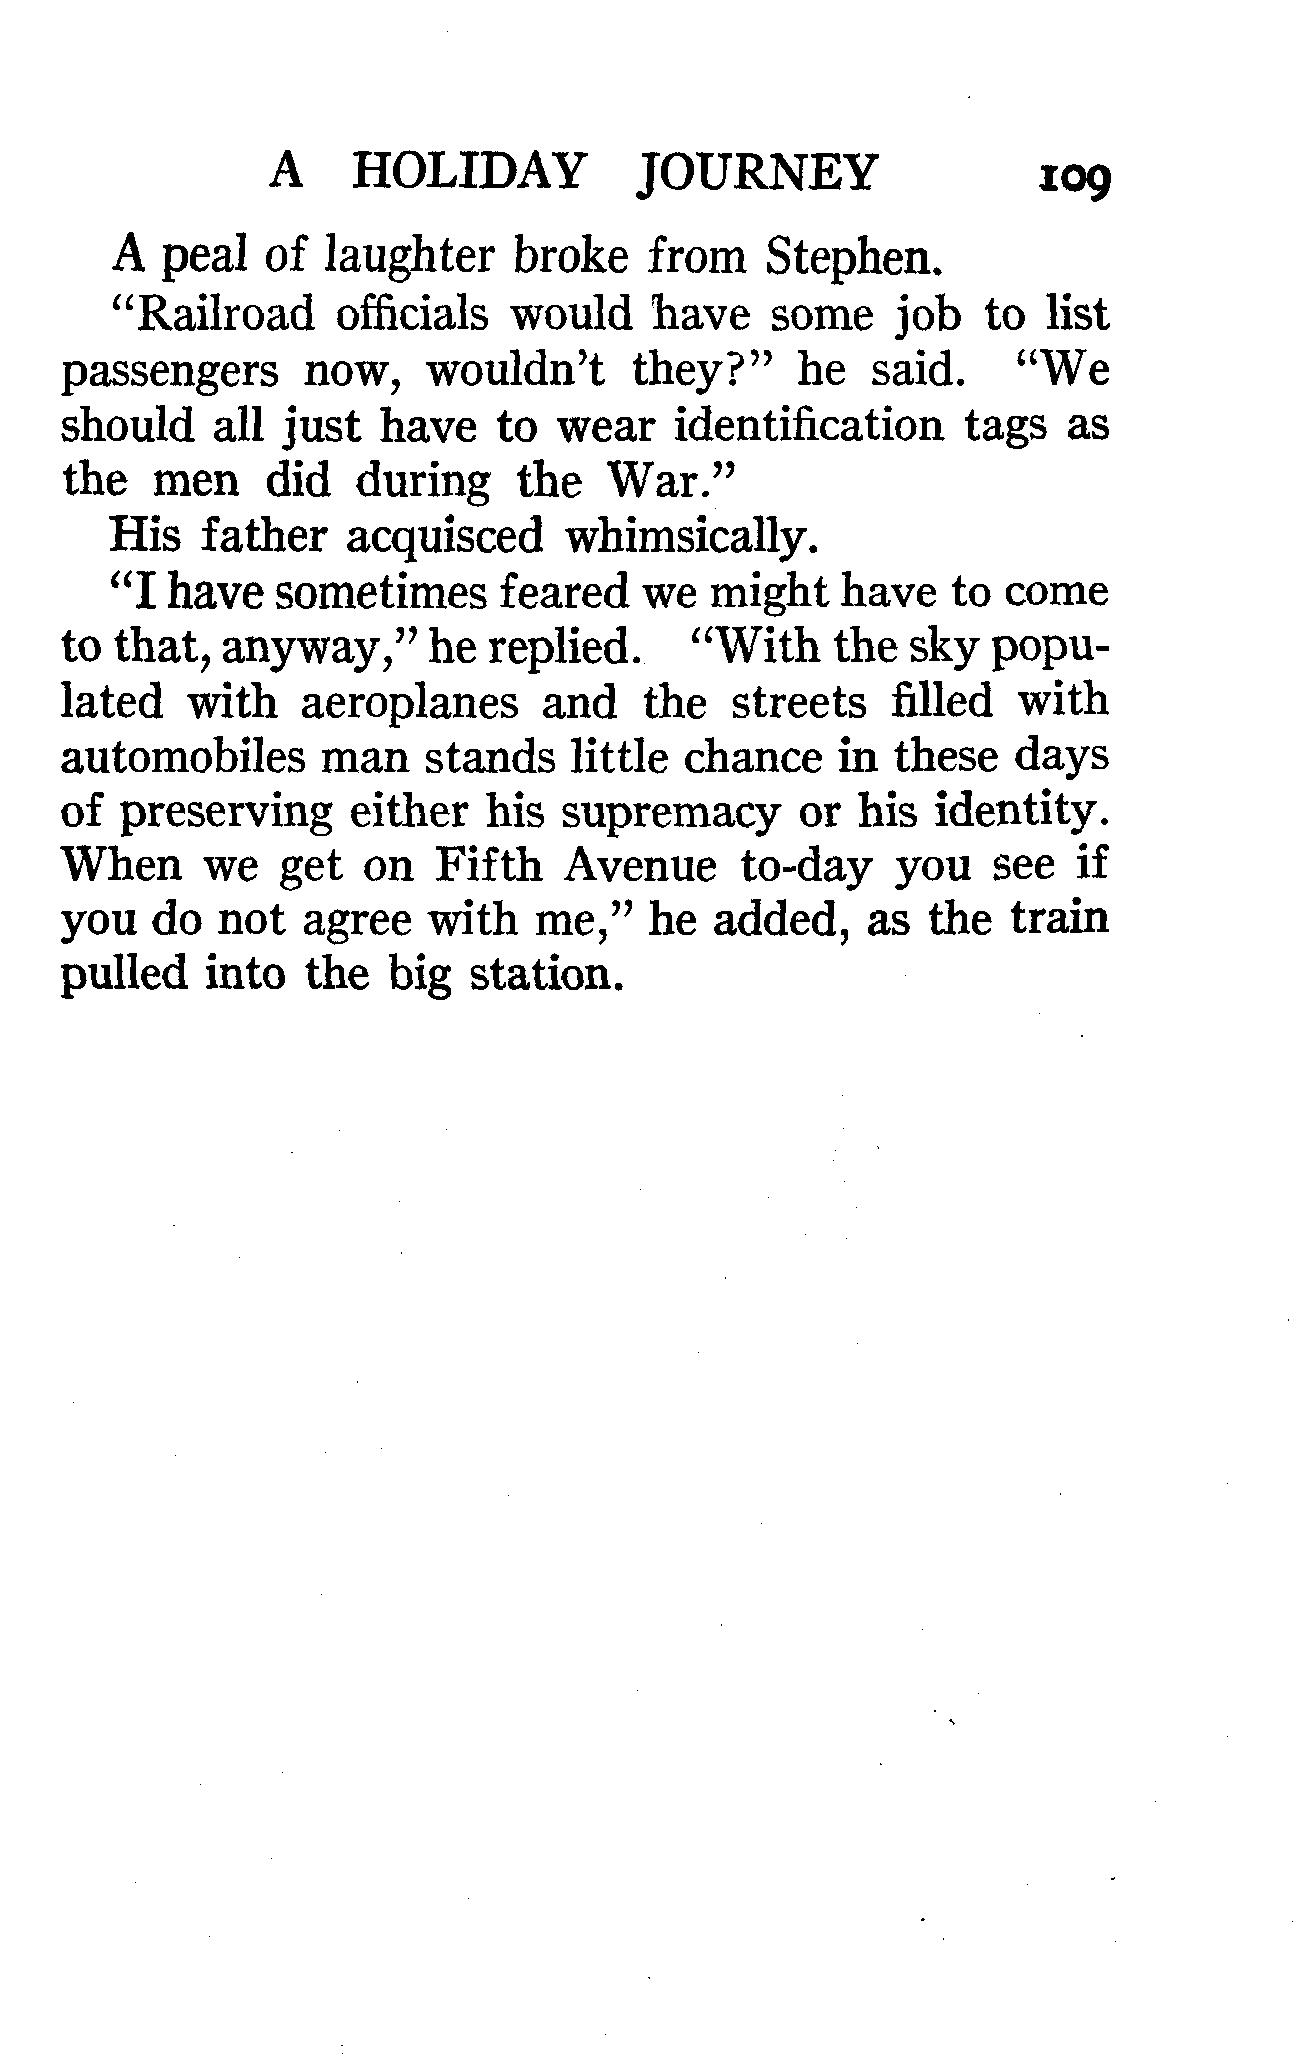 A HOLIDAY JOURNEY 109
A peal of laughter broke from Stephen.
“Railroad officials would have some job to list
passengers now, wouldn’t they?” he said. “We
should all just have to wear identification tags as
the men did during the War.”
His father acquisced whimsically.
“I have sometimes feared we might have to come
to that, anyway,” he replied. “With the sky popu-
lated with aeroplanes and the streets filled with
automobiles man stands little chance in these days
of preserving either his supremacy or his identity.
When we get on Fifth Avenue to-day you see if
you do not agree with me,” he added, as the train
pulled into the big station.